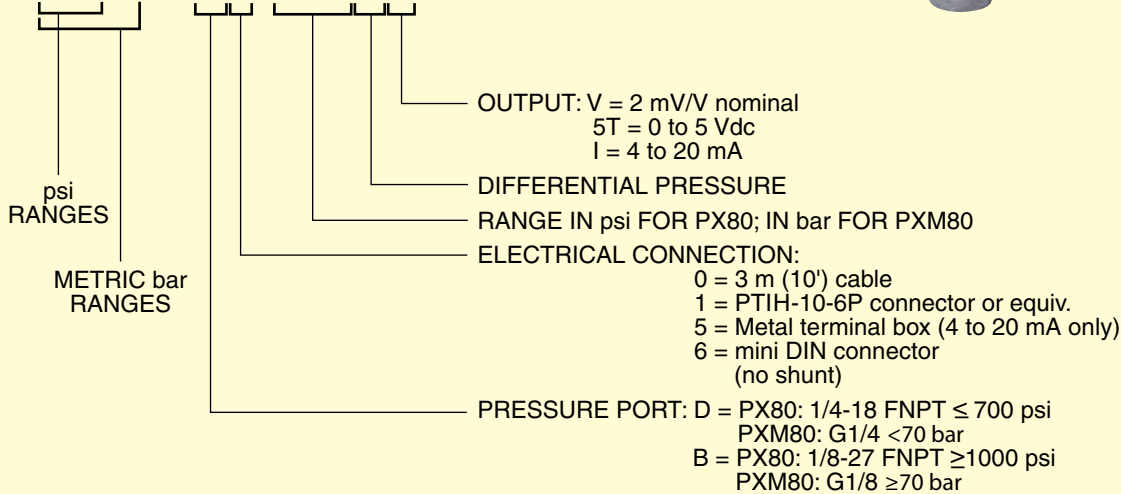 OUTPUT: V = 2 mV/V nominal
5T = 0 to 5 Vdc
I = 4 to 20 mA
psi
RANGES
DIFFERENTIAL PRESSURE
RANGE IN psi FOR PX80; IN bar FOR PXM80
ELECTRICAL CONNECTION:
METRIC bar
RANGES
0 = 3 m (10') cable
1 = PTIH-10-6P connector or equiv.
5 = Metal terminal box (4 to 20 mA only)
6 = mini DIN connector
(no shunt)
PRESSURE PORT: D = PX80: 1/4-18 FNPT ≤ 700 psi
PXM80: G1/4 <70 bar
B = PX80: 1/8-27 FNPT ≥1000 psi
PXM80: G1/8 ≥70 bar